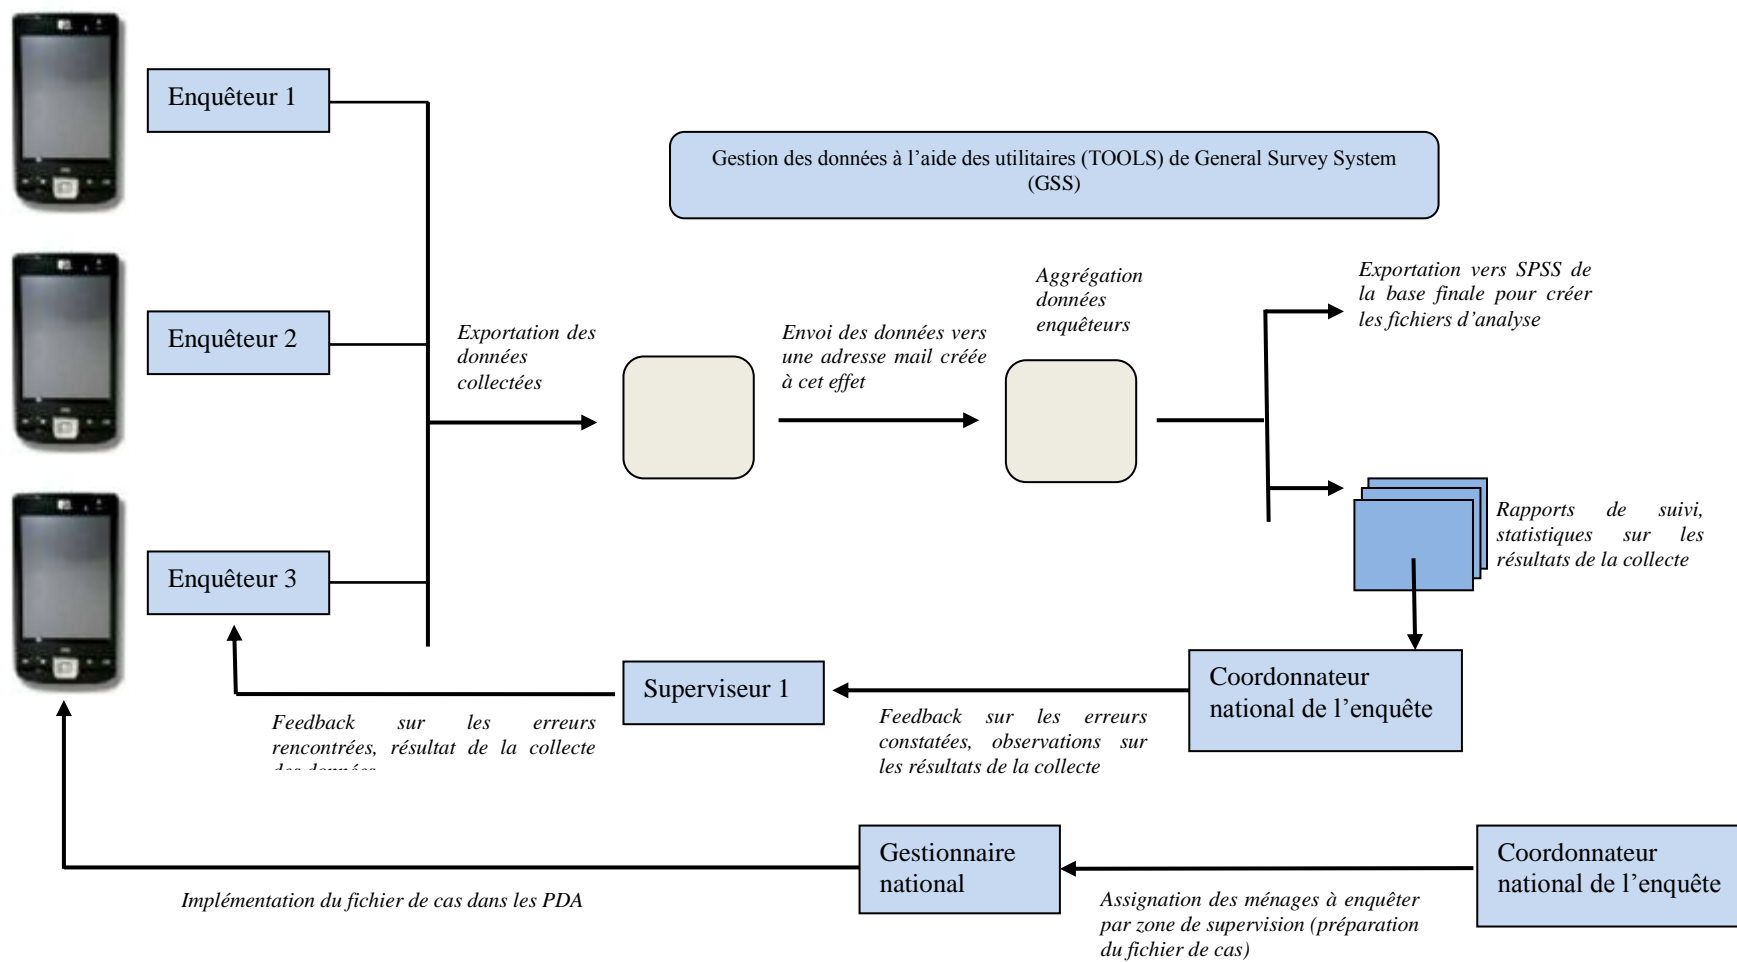 Enquêteur 1
Gestion des données à l’aide des utilitaires (TOOLS) de General Survey System
(GSS)
Enquêteur 2
Exportation des
données
collectées
Envoi des données vers
une adresse mail créée
à cet effet
Aggrégation
données
enquêteurs
Exportation vers SPSS de
la base finale pour créer
les fichiers d’analyse
Rapports de suivi,
statistiques sur les
résultats de la collecte
Enquêteur 3
Superviseur 1
Coordonnateur
national de l’enquête
Feedback sur les erreurs
rencontrées, résultat de la collecte
des données
Feedback sur les erreurs
constatées, observations sur
les résultats de la collecte
Gestionnaire
national
Coordonnateur
national de l’enquête
Implémentation du fichier de cas dans les PDA
Assignation des ménages à enquêter
par zone de supervision (préparation
du fichier de cas)